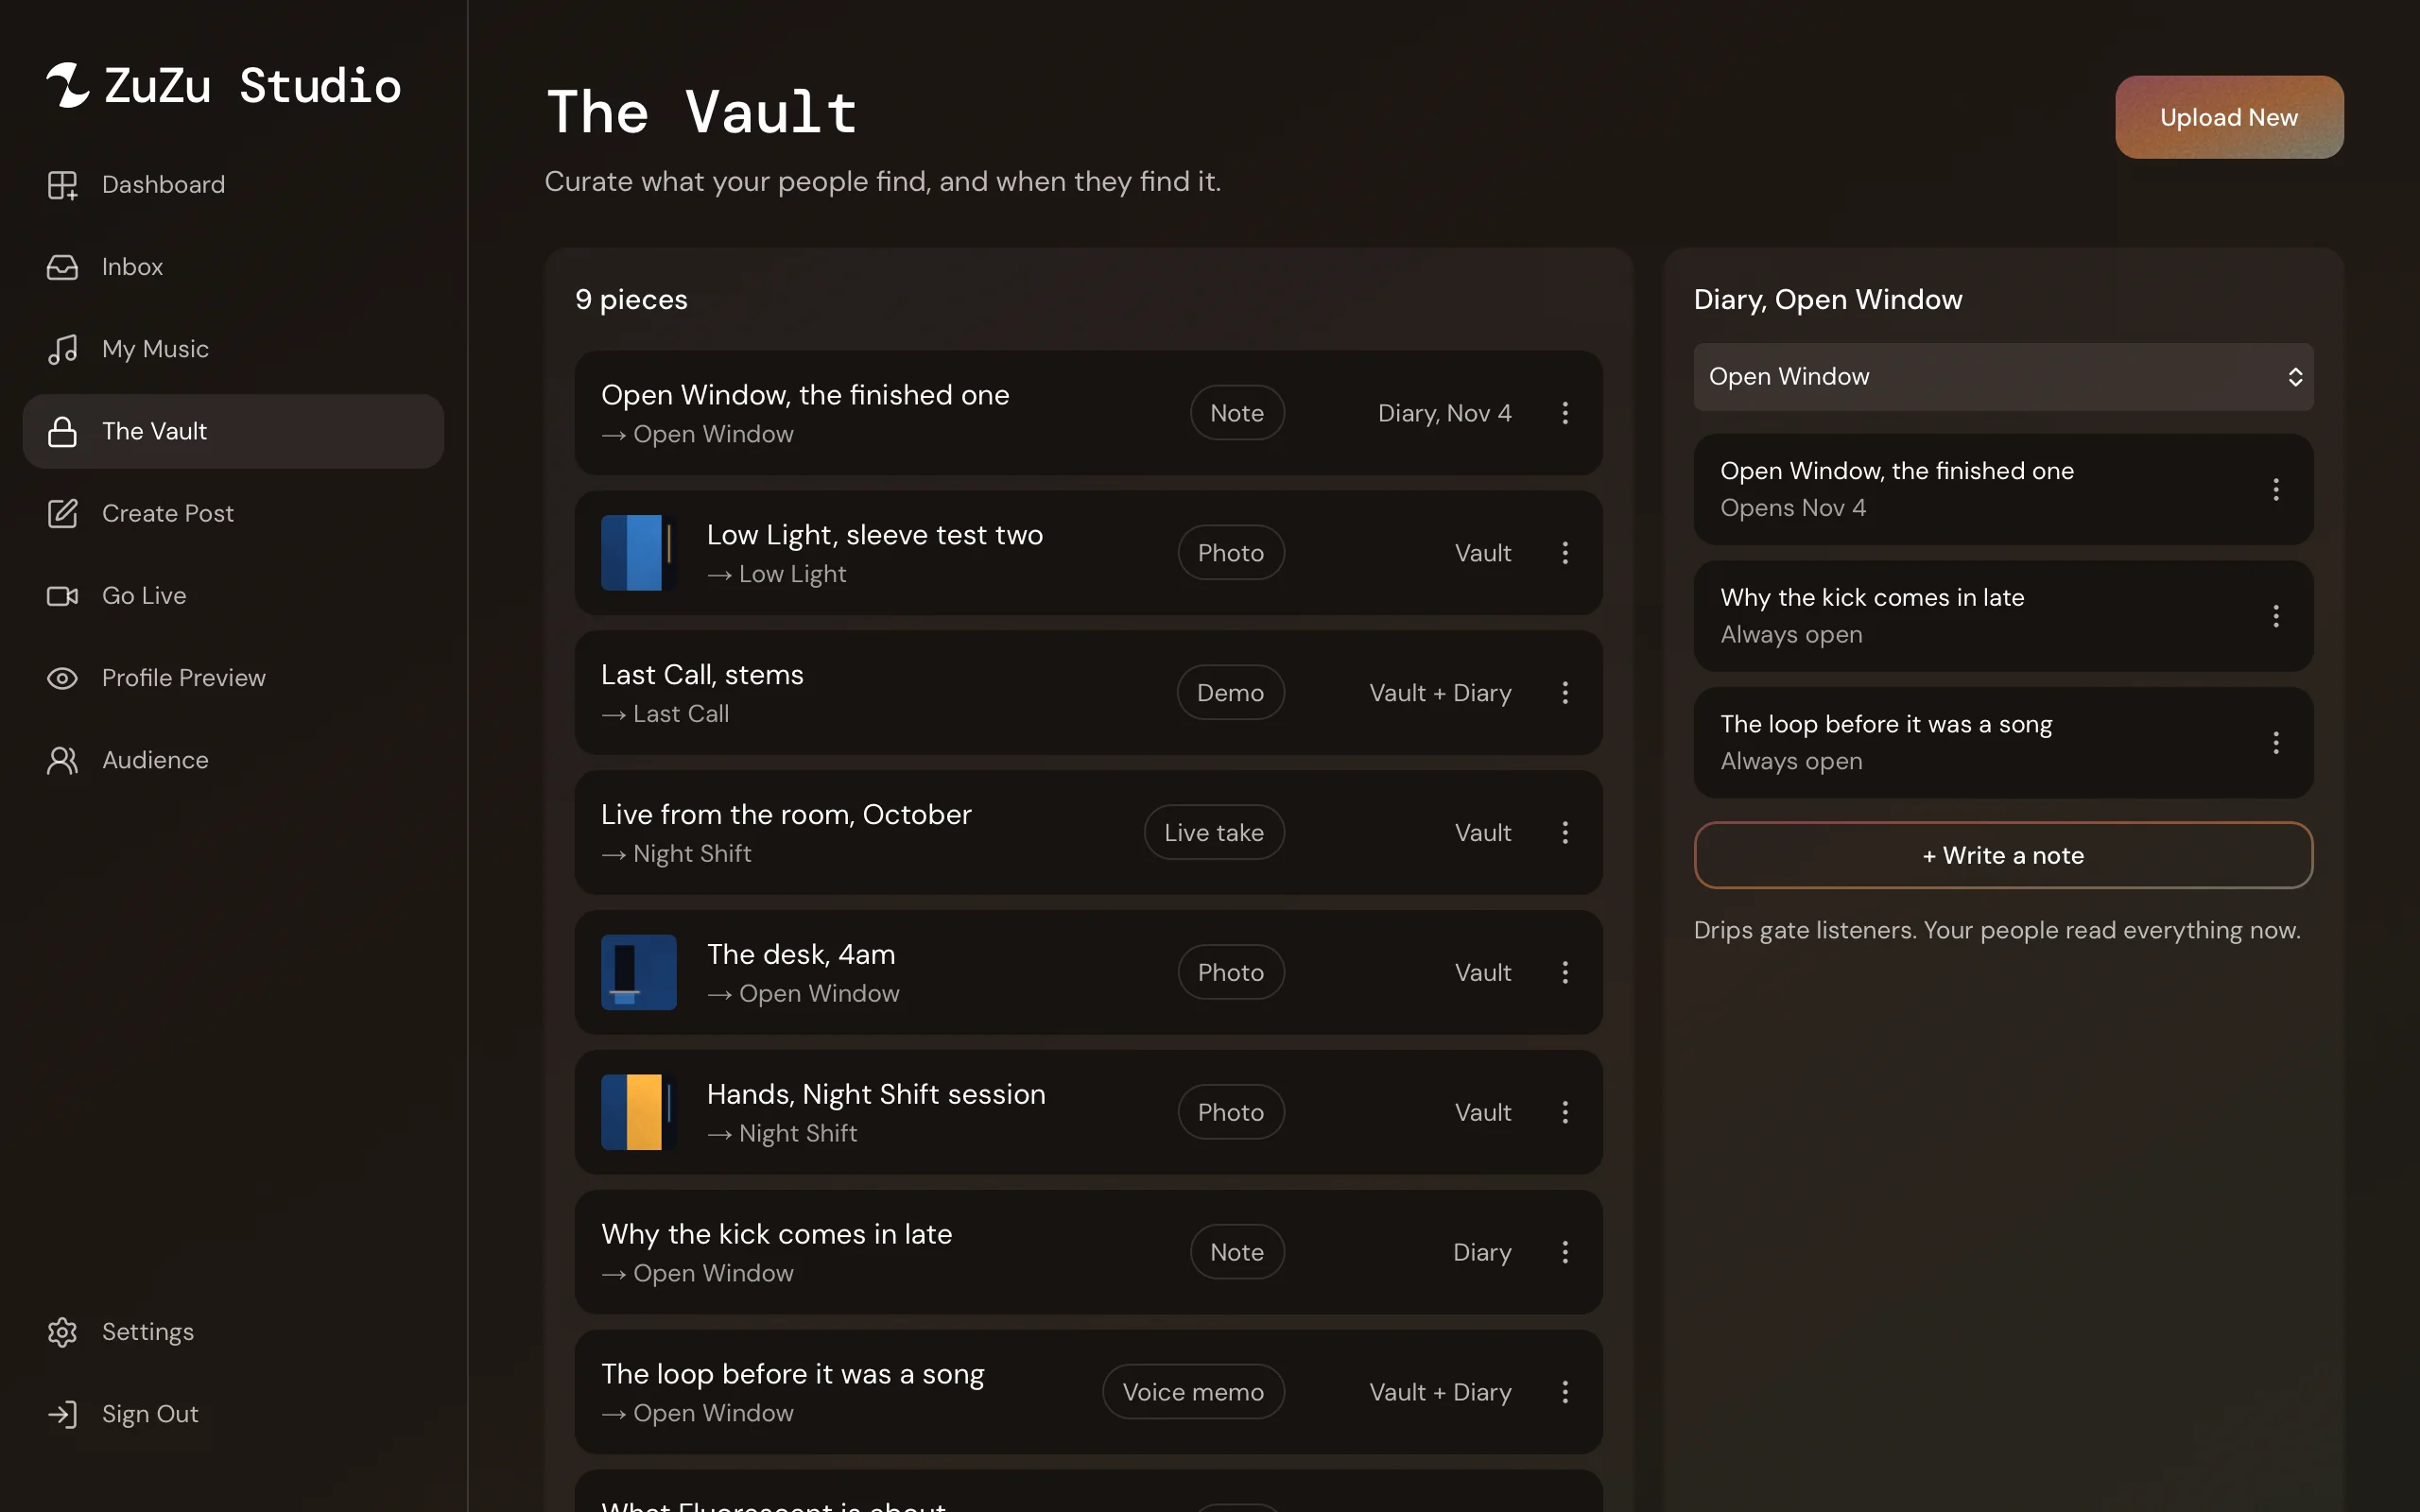 ZuZu Studio
Dashboard
Inbox
My Music
The Vault
Create Post
Go Live
Profile Preview
Audience
Settings
Sign Out
The Vault
Curate what your people find, and when they find it.
Upload New
9 pieces
Open Window, the finished one
→ Open Window
Note
Diary, Nov 4
Low Light, sleeve test two
→ Low Light
Photo
Vault
Last Call, stems
→ Last Call
Demo
Vault + Diary
Live from the room, October
→ Night Shift
Live take
Vault
The desk, 4am
→ Open Window
Photo
Vault
Hands, Night Shift session
→ Night Shift
Photo
Vault
Why the kick comes in late
→ Open Window
Note
Diary
The loop before it was a song
→ Open Window
Voice memo
Vault + Diary
What Fluorescent is about
Diary, Open Window
Open Window
Open Window, the finished one
Opens Nov 4
Why the kick comes in late
Always open
The loop before it was a song
Always open
+ Write a note
Drips gate listeners. Your people read everything now.